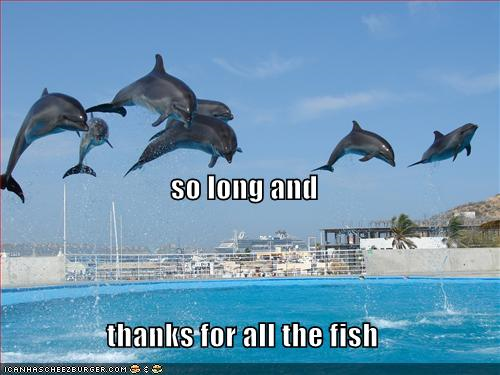 so long and
thanks for all the fish
ICANHASCHEEZBURGER.COM